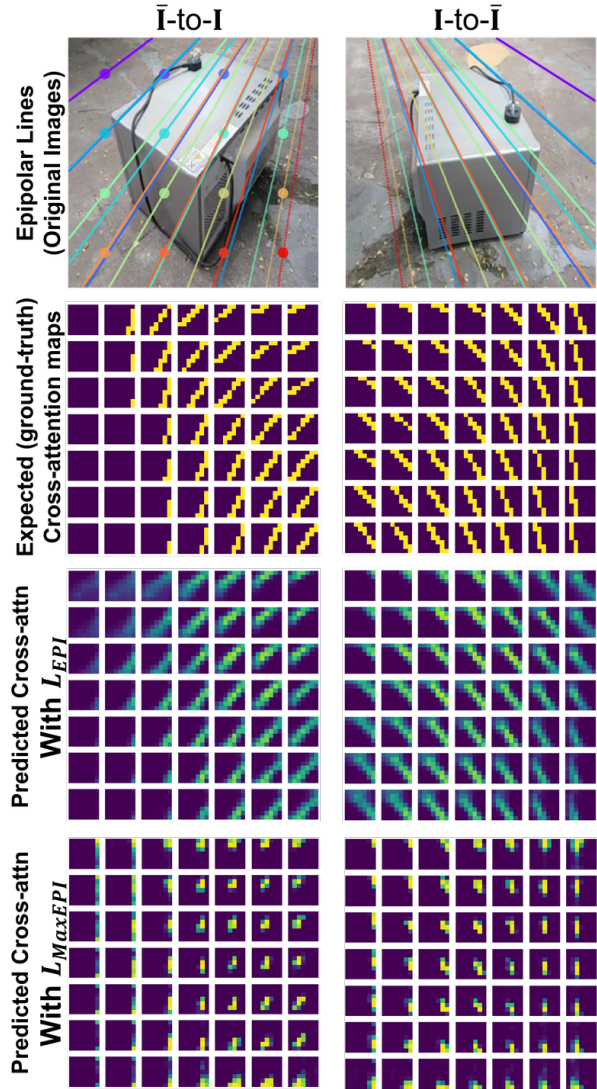 Ī-to-I
I-to-Ī
Epipolar Lines
(Original Images)
Expected (ground-truth)
Cross-attention maps
Predicted Cross-attn
With L_EPI
Predicted Cross-attn
With L_MaxEPI